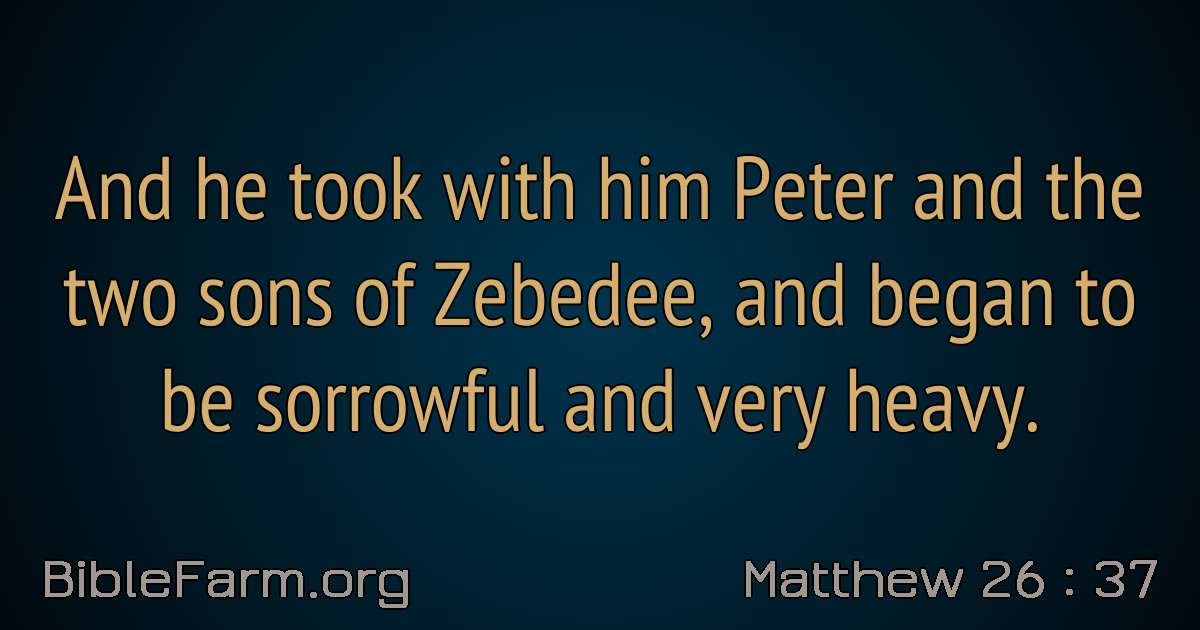 And he took with him Peter and the
two sons of Zebedee, and began to
be sorrowful and very heavy.
BibleFarm.org
Matthew 26 : 37